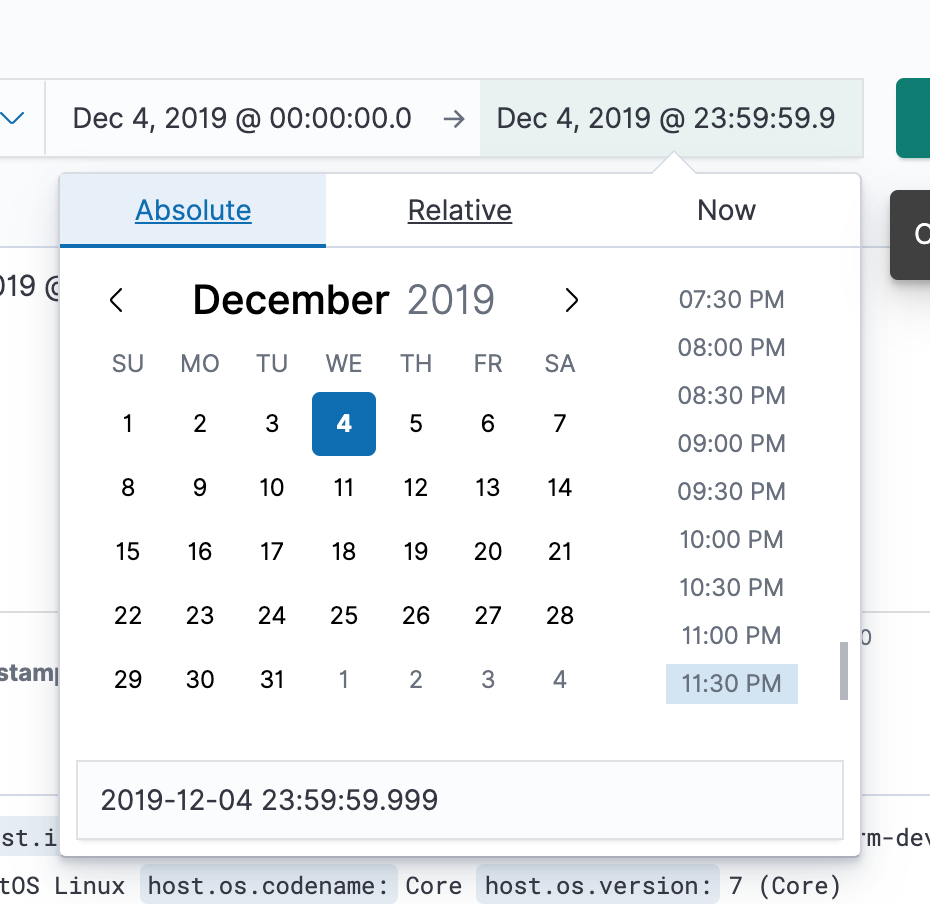 Dec 4, 2019 @ 00:00:00.0 → Dec 4, 2019 @ 23:59:59.9
Absolute Relative Now
019 @
December 2019
SU MO TU WE TH FR SA
1 2 3 4 5 6 7
8 9 10 11 12 13 14
15 16 17 18 19 20 21
22 23 24 25 26 27 28
29 30 31 1 2 3 4
07:30 PM
08:00 PM
08:30 PM
09:00 PM
09:30 PM
10:00 PM
10:30 PM
11:00 PM
11:30 PM
0
stamp
2019-12-04 23:59:59.999
st.i
rm-dev
tOS Linux host.os.codename: Core host.os.version: 7 (Core)